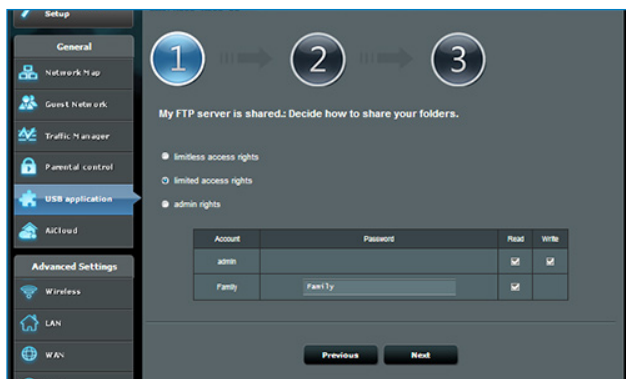 Setup
General
Network Map
Guest Network
Traffic Manager
Parental control
USB application
AiCloud
Advanced Settings
Wireless
LAN
WAN
1
2
3
My FTP server is shared.: Decide how to share your folders.
limitless access rights
limited access rights
admin rights
Account Password Read Write
admin
Family Family
Previous Next